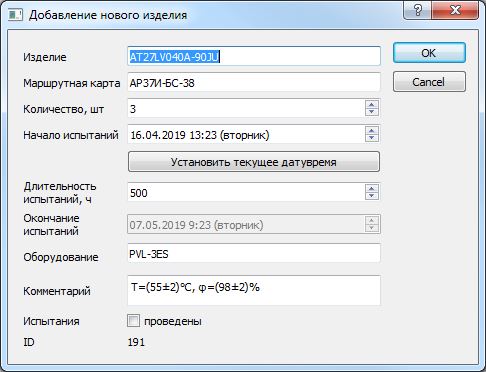 Добавление нового изделия
Изделие AT27LV040A-90JU OK
Маршрутная карта АР37И-БС-38 Cancel
Количество, шт 3
Начало испытаний 16.04.2019 13:23 (вторник)
Установить текущее датувремя
Длительность
испытаний, ч 500
Окончание
испытаний 07.05.2019 9:23 (вторник)
Оборудование PVL-3ES
Комментарий T=(55±2)°C, φ=(98±2)%
Испытания проведены
ID 191